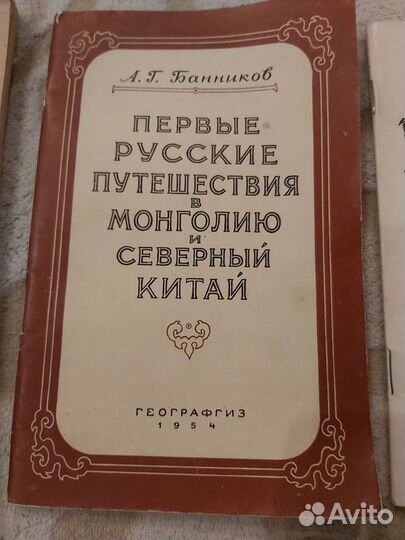 А. Г. Банников
ПЕРВЫЕ
РУССКИЕ
ПУТЕШЕСТВИЯ
В
МОНГОЛИЮ
И
СЕВЕРНЫЙ
КИТАЙ
ГЕОГРАФГИЗ
1954
Avito